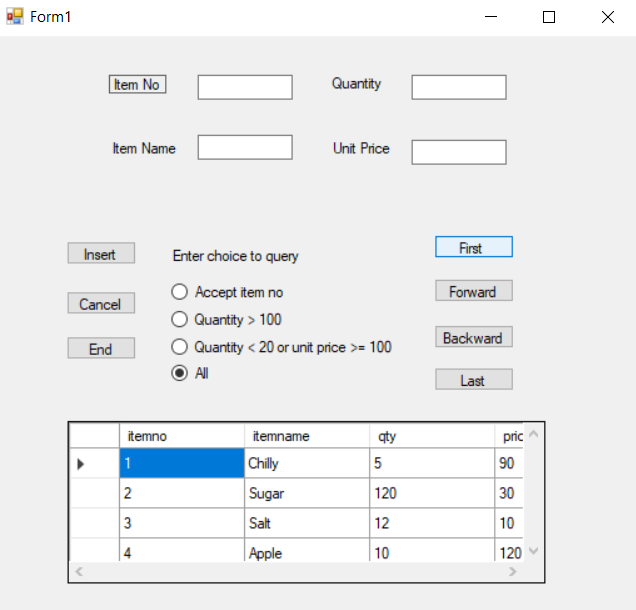 Form1
Item No
Quantity
Item Name
Unit Price
Insert
Enter choice to query
First
Cancel
Accept item no
Forward
Quantity > 100
End
Quantity < 20 or unit price >= 100
Backward
All
Last
itemno itemname qty pric
1 Chilly 5 90
2 Sugar 120 30
3 Salt 12 10
4 Apple 10 120